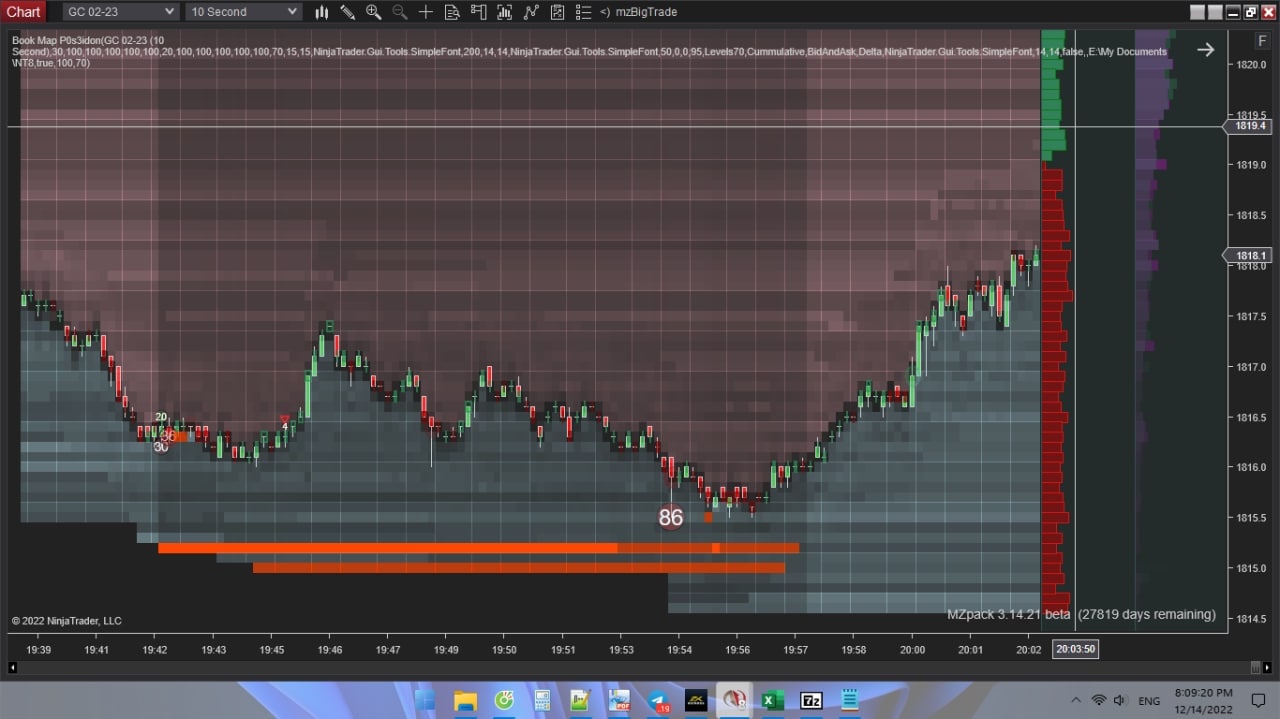 Chart
GC 02-23
10 Second
<) mzBigTrade
Book Map P0s3idon(GC 02-23 (10
Second),30,100,100,100,100,100,100,20,100,100,100,100,100,70,15,15,NinjaTrader.Gui.Tools.SimpleFont,200,14,14,NinjaTrader.Gui.Tools.SimpleFont,50,0,0,95,Levels70,Cummulative,BidAndAsk,Delta,NinjaTrader.Gui.Tools.SimpleFont,14,14,false,,E:\My Documents
\NT8,true,100,70)
F
1820.0
1819.5
1819.4
1819.0
1818.5
1818.1
1818.0
1817.5
1817.0
1816.5
1816.0
1815.5
1815.0
1814.5
20
36
30
4
86
MZpack 3.14.21 beta (27819 days remaining)
© 2022 NinjaTrader, LLC
19:39 19:41 19:42 19:45 19:46 19:47 19:49 19:50 19:51 19:53 19:54 19:56 19:57 19:58 20:00 20:01 20:02 20:03:50
19
ENG
8:09:20 PM
12/14/2022
PDF
7z